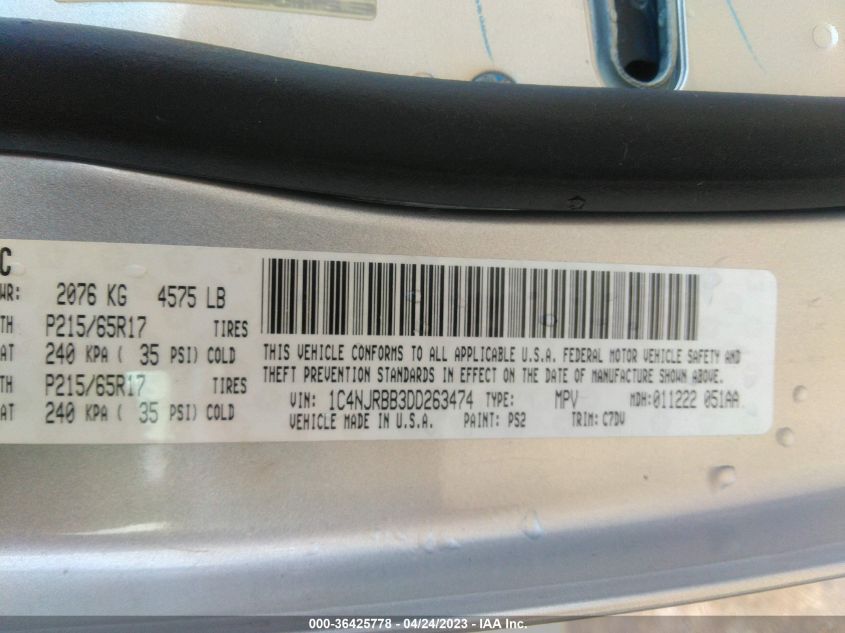 C
WR: 2076 KG 4575 LB
TH P215/65R17 TIRES
AT 240 KPA ( 35 PSI) COLD
TH P215/65R17 TIRES
AT 240 KPA ( 35 PSI) COLD
THIS VEHICLE CONFORMS TO ALL APPLICABLE U.S.A. FEDERAL MOTOR VEHICLE SAFETY AND
THEFT PREVENTION STANDARDS IN EFFECT ON THE DATE OF MANUFACTURE SHOWN ABOVE.
VIN: 1C4NJRBB3DD263474 TYPE: MPV MDH:011222 051AA
VEHICLE MADE IN U.S.A. PAINT: PS2 TRIM: C7DV
000-36425778 - 04/24/2023 - IAA Inc.